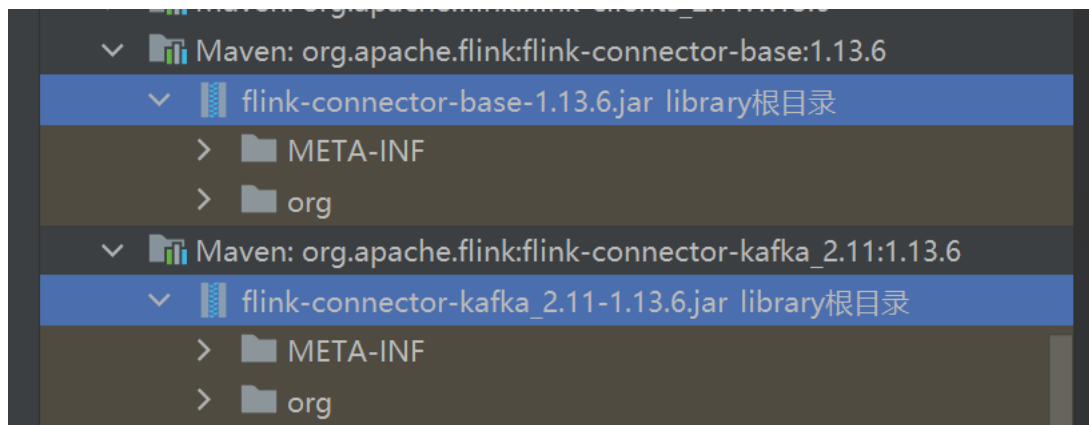 Maven: org.apache.flink:flink-connector-base:1.13.6
flink-connector-base-1.13.6.jar library根目录
META-INF
org
Maven: org.apache.flink:flink-connector-kafka_2.11:1.13.6
flink-connector-kafka_2.11-1.13.6.jar library根目录
META-INF
org